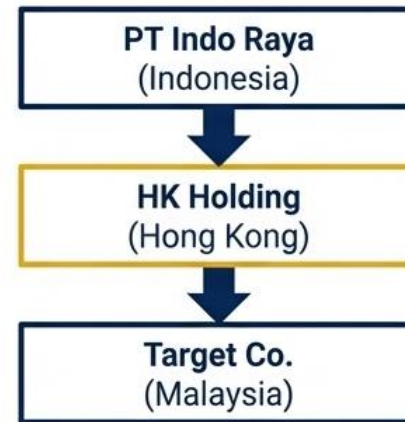 PT Indo Raya
(Indonesia)
HK Holding
(Hong Kong)
Target Co.
(Malaysia)